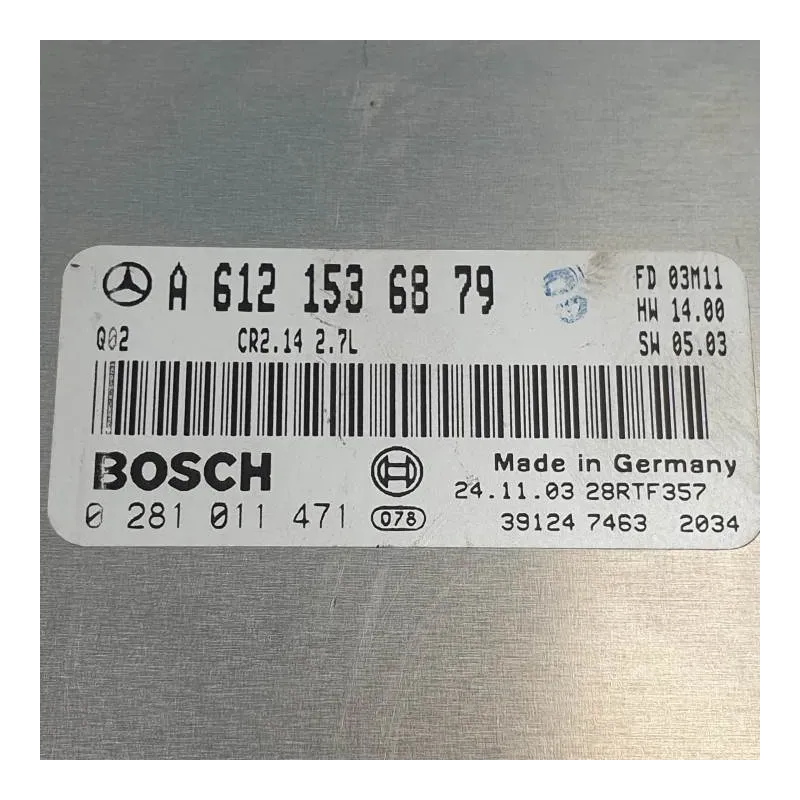 A 612 153 68 79
FD 03M11
HW 14.00
Q02 CR2.14 2.7L
SW 05.03
BOSCH
Made in Germany
24.11.03 28RTF357
0 281 011 471 078
39124 7463 2034